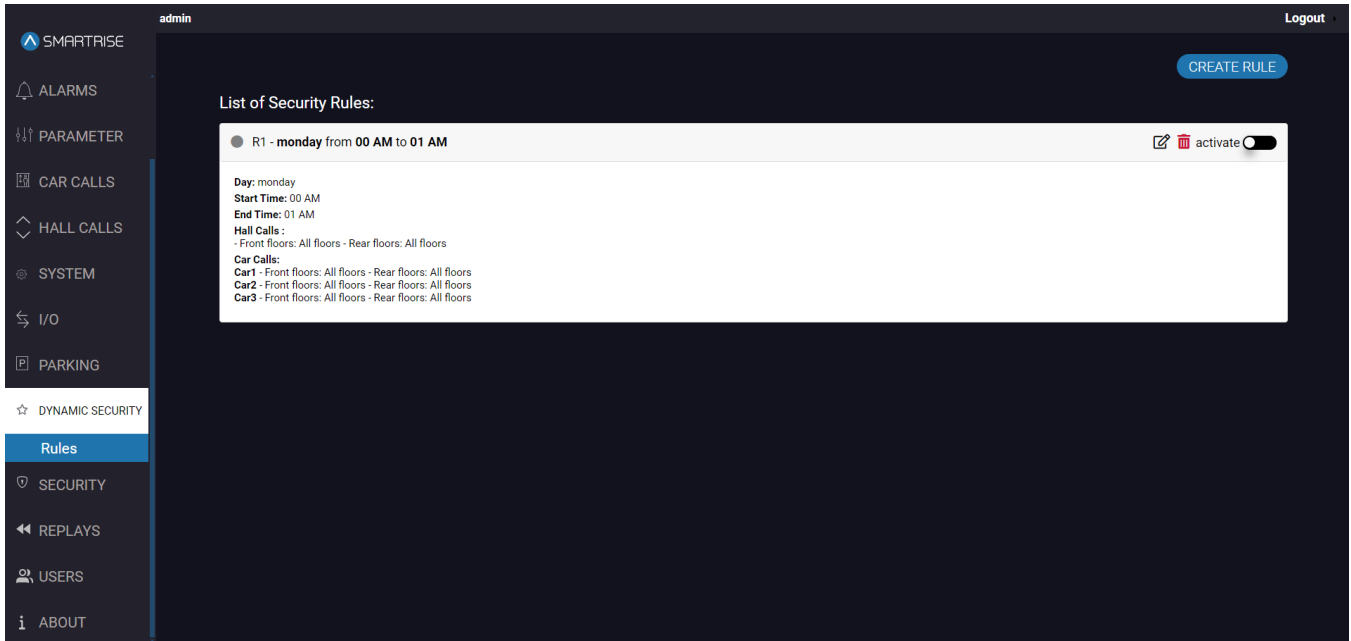 admin
Logout
SMARTRISE
CREATE RULE
ALARMS
List of Security Rules:
PARAMETER
R1 - monday from 00 AM to 01 AM
activate
CAR CALLS
Day: monday
Start Time: 00 AM
End Time: 01 AM
HALL CALLS
Hall Calls :
- Front floors: All floors - Rear floors: All floors
Car Calls:
Car1 - Front floors: All floors - Rear floors: All floors
Car2 - Front floors: All floors - Rear floors: All floors
Car3 - Front floors: All floors - Rear floors: All floors
SYSTEM
I/O
P PARKING
DYNAMIC SECURITY
Rules
SECURITY
REPLAYS
USERS
ABOUT